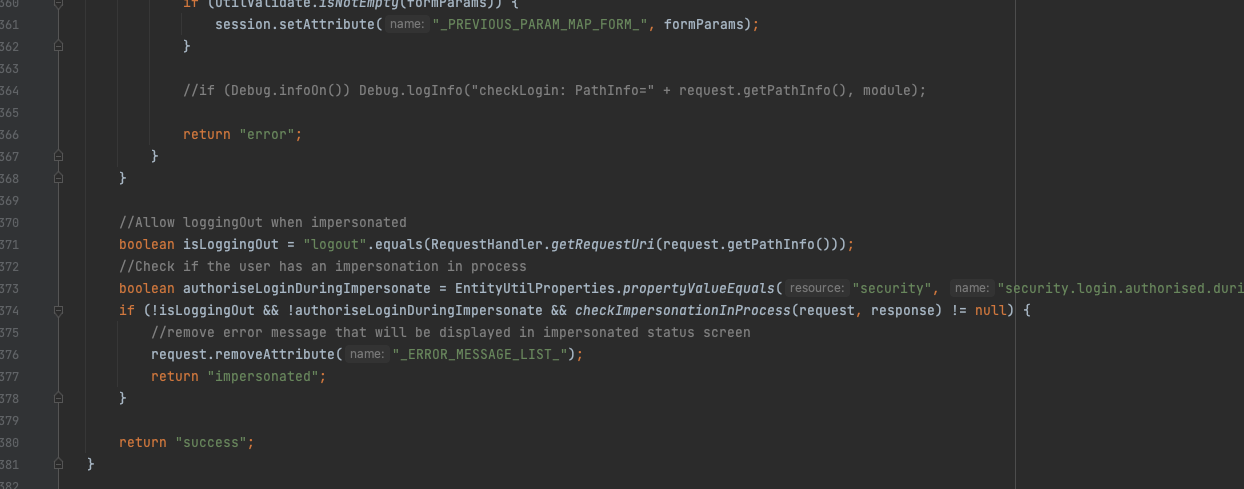 360 if (UtilValidate.isNotEmpty(formParams)) {
361 session.setAttribute( name: "_PREVIOUS_PARAM_MAP_FORM_", formParams);
362 }
363
364 //if (Debug.infoOn()) Debug.logInfo("checkLogin: PathInfo=" + request.getPathInfo(), module);
365
366 return "error";
367 }
368 }
369
370 //Allow loggingOut when impersonated
371 boolean isLoggingOut = "logout".equals(RequestHandler.getRequestUri(request.getPathInfo()));
372 //Check if the user has an impersonation in process
373 boolean authoriseLoginDuringImpersonate = EntityUtilProperties.propertyValueEquals( resource: "security", name: "security.login.authorised.duri
374 if (!isLoggingOut && !authoriseLoginDuringImpersonate && checkImpersonationInProcess(request, response) != null) {
375 //remove error message that will be displayed in impersonated status screen
376 request.removeAttribute( name: "_ERROR_MESSAGE_LIST_");
377 return "impersonated";
378 }
379
380 return "success";
381 }
382